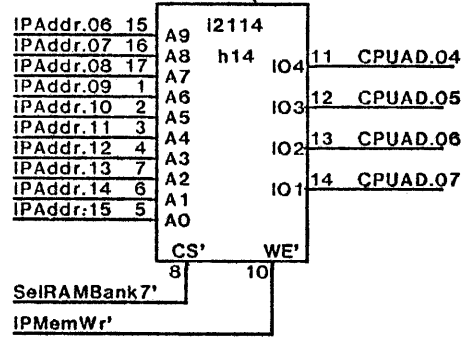 IPAddr.06 15 A9 i2114
IPAddr.07 16 A8 h14 IO4 11 CPUAD.04
IPAddr.08 17 A7
IPAddr.09 1 A6 IO3 12 CPUAD.05
IPAddr.10 2 A5
IPAddr.11 3 A4 IO2 13 CPUAD.06
IPAddr.12 4 A3
IPAddr.13 7 A2 IO1 14 CPUAD.07
IPAddr.14 6 A1
IPAddr.15 5 A0
CS' WE'
8 10
SelRAMBank7'
IPMemWr'